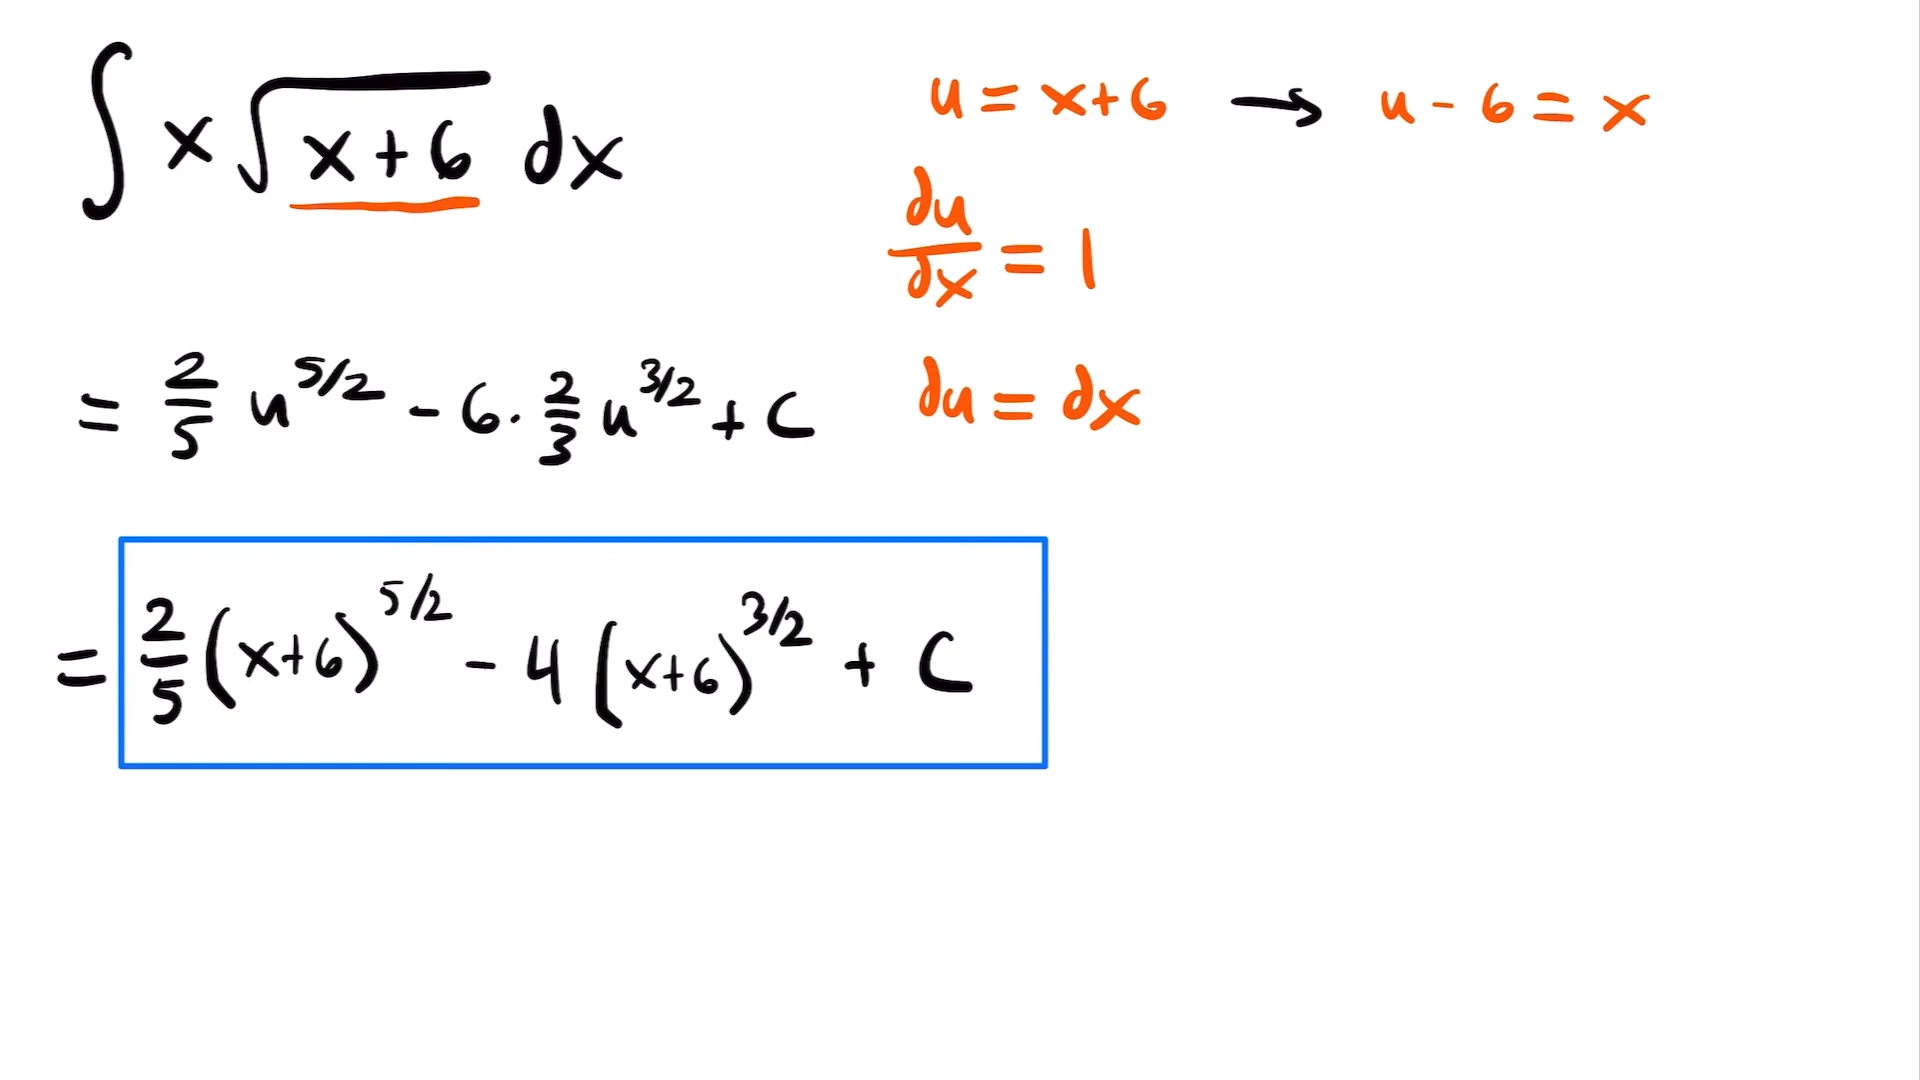 ∫ x √(x+6) dx
u = x+6 → u - 6 = x
du/dx = 1
= 2/5 u^5/2 - 6 · 2/3 u^3/2 + C
du = dx
= 2/5 (x+6)^5/2 - 4 (x+6)^3/2 + C